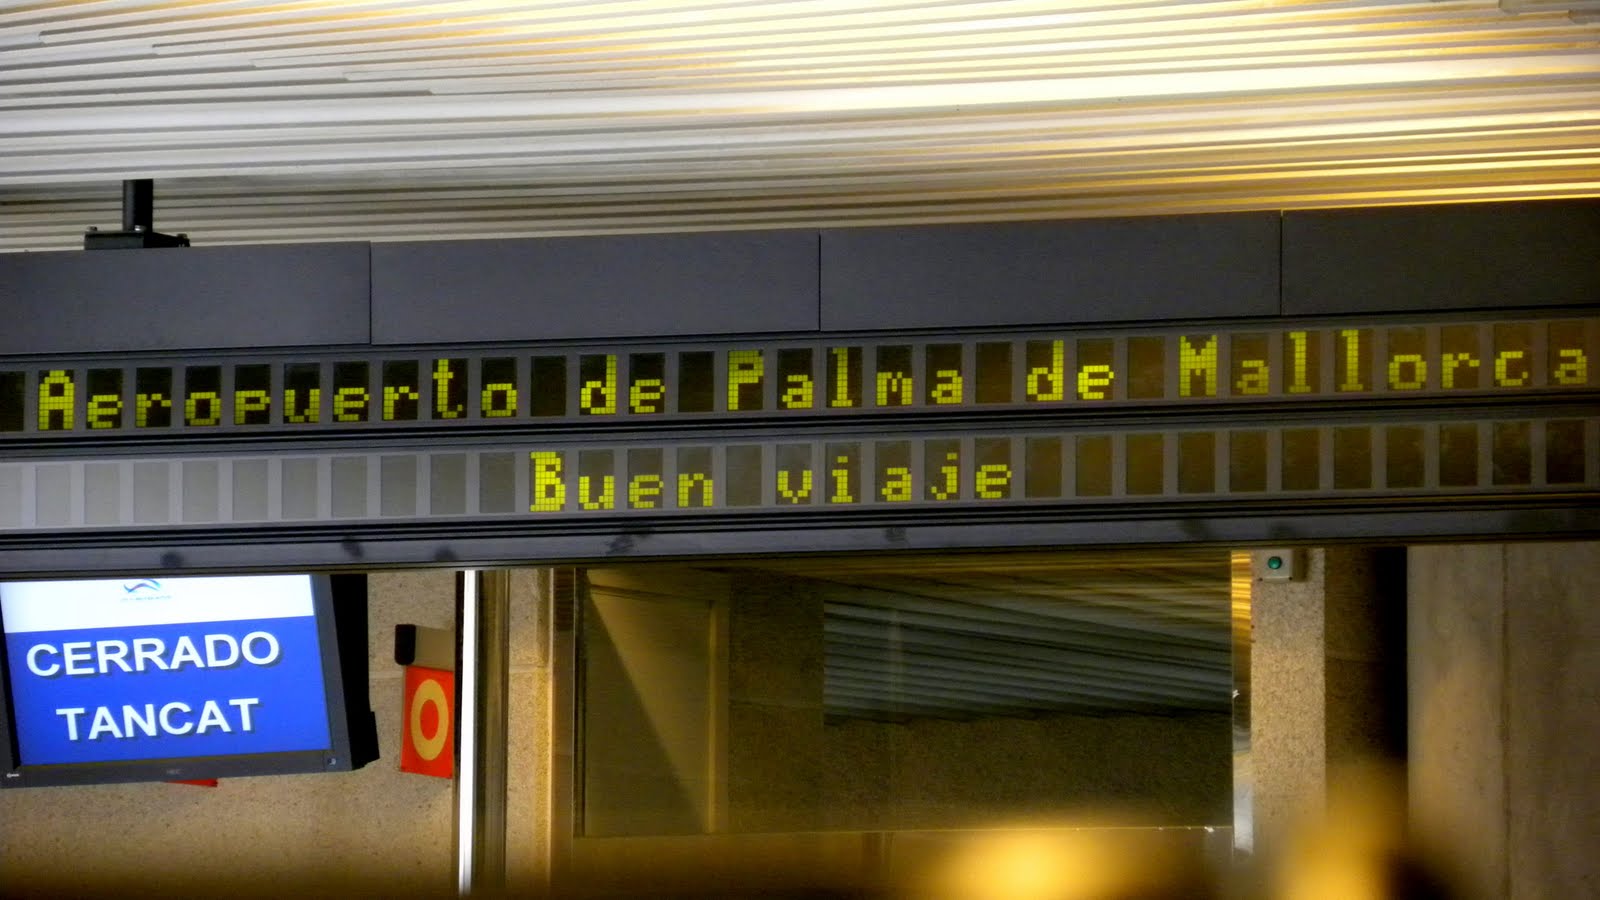 Aeropuerto de Palma de Mallorca
Buen viaje
CERRADO
TANCAT